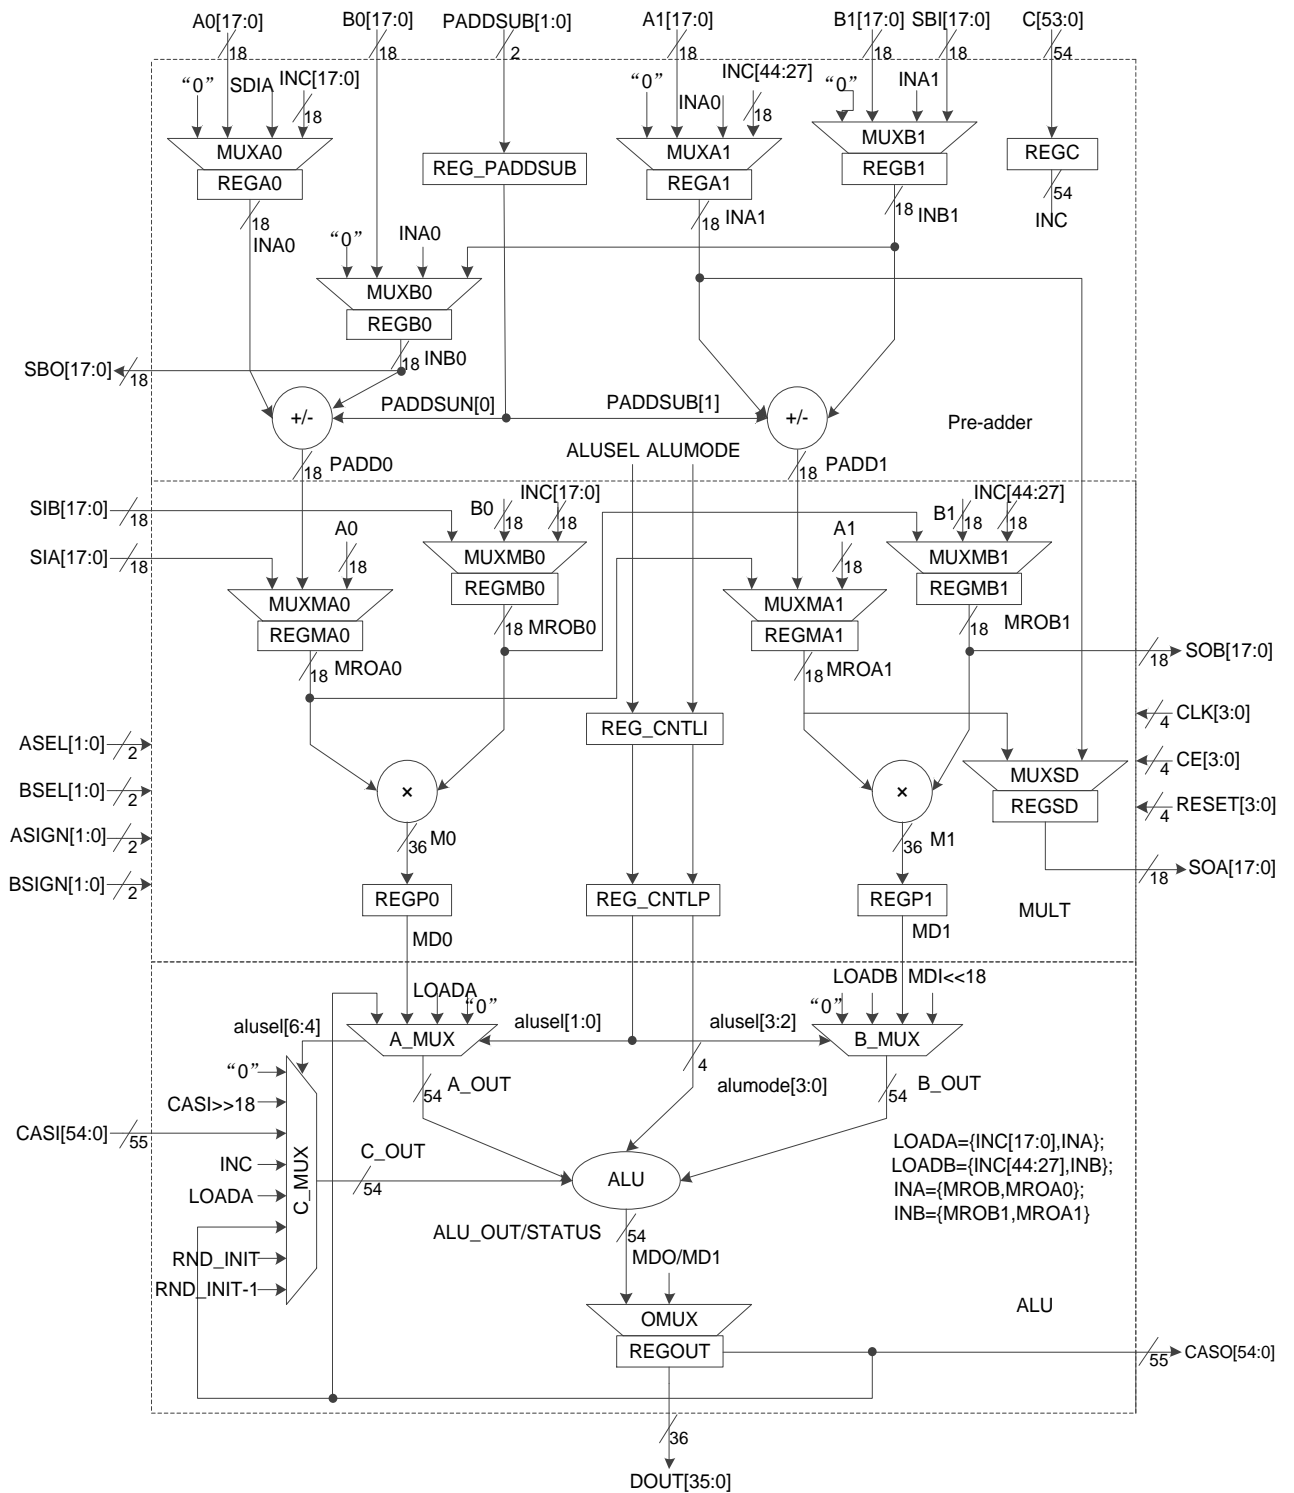 A0[17:0] B0[17:0] PADDSUB[1:0] A1[17:0] B1[17:0] SBI[17:0] C[53:0]
18 18 2 18 18 18 54
“0” SDIA INC[17:0] 18
“0” INA0 INC[44:27] 18
“0” INA1
MUXA0
REGA0
REG_PADDSUB
MUXA1
REGA1
MUXB1
REGB1
REGC
18 INA0
18 INA1
18 INB1
54 INC
“0” INA0
MUXB0
REGB0
18 INB0
SBO[17:0] 18
+/- PADDSUN[0] PADDSUB[1] +/-
Pre-adder
18 PADD0
ALUSEL ALUMODE
18 PADD1
SIB[17:0] 18
SIA[17:0] 18
B0 18 INC[17:0] 18
B1 18 INC[44:27] 18
A0 18
A1 18
MUXMB0
REGMB0
MUXMB1
REGMB1
MUXMA0
REGMA0
MUXMA1
REGMA1
18 MROB0
18 MROB1
18 MROA0
18 MROA1
18 SOB[17:0]
REG_CNTLI
4 CLK[3:0]
ASEL[1:0] 2
4 CE[3:0]
MUXSD
REGSD
BSEL[1:0] 2
× ×
4 RESET[3:0]
ASIGN[1:0] 2
36 M0
36 M1
18 SOA[17:0]
BSIGN[1:0] 2
REGP0
REG_CNTLP
REGP1
MULT
MD0
MD1
LOADA “0”
“0” LOADB MDI<<18
alusel[6:4]
A_MUX
alusel[1:0]
alusel[3:2]
B_MUX
54 A_OUT
4
alumode[3:0]
54 B_OUT
“0”
CASI>>18
CASI[54:0] 55
INC
LOADA
RND_INIT
RND_INIT-1
C_MUX
C_OUT
54
ALU
LOADA={INC[17:0],INA};
LOADB={INC[44:27],INB};
INA={MROB,MROA0};
INB={MROB1,MROA1}
ALU_OUT/STATUS 54
MDO/MD1
OMUX
REGOUT
ALU
55 CASO[54:0]
36
DOUT[35:0]